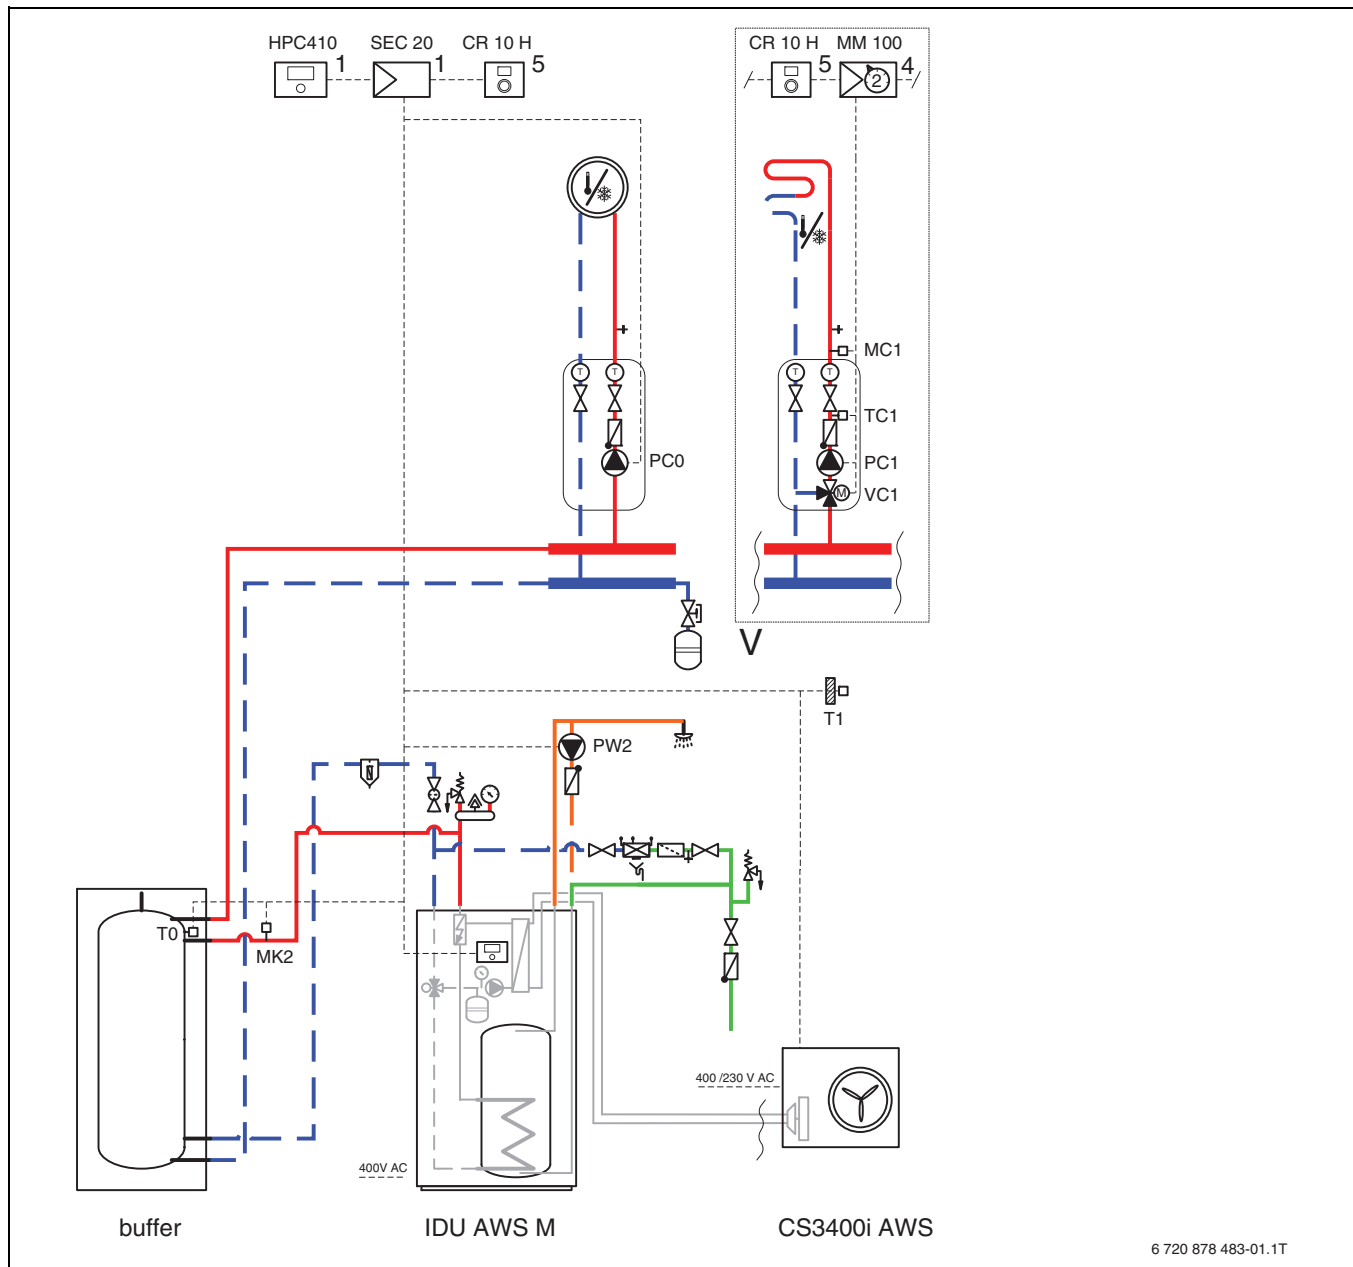 HPC410 SEC 20 CR 10 H
1 1 5
CR 10 H MM 100
5 2 4
MC1
T T
T T
TC1
PC0
PC1
M
VC1
V
T1
PW2
T0
MK2
400 /230 V AC
400V AC
buffer
IDU AWS M
CS3400i AWS
6 720 878 483-01.1T